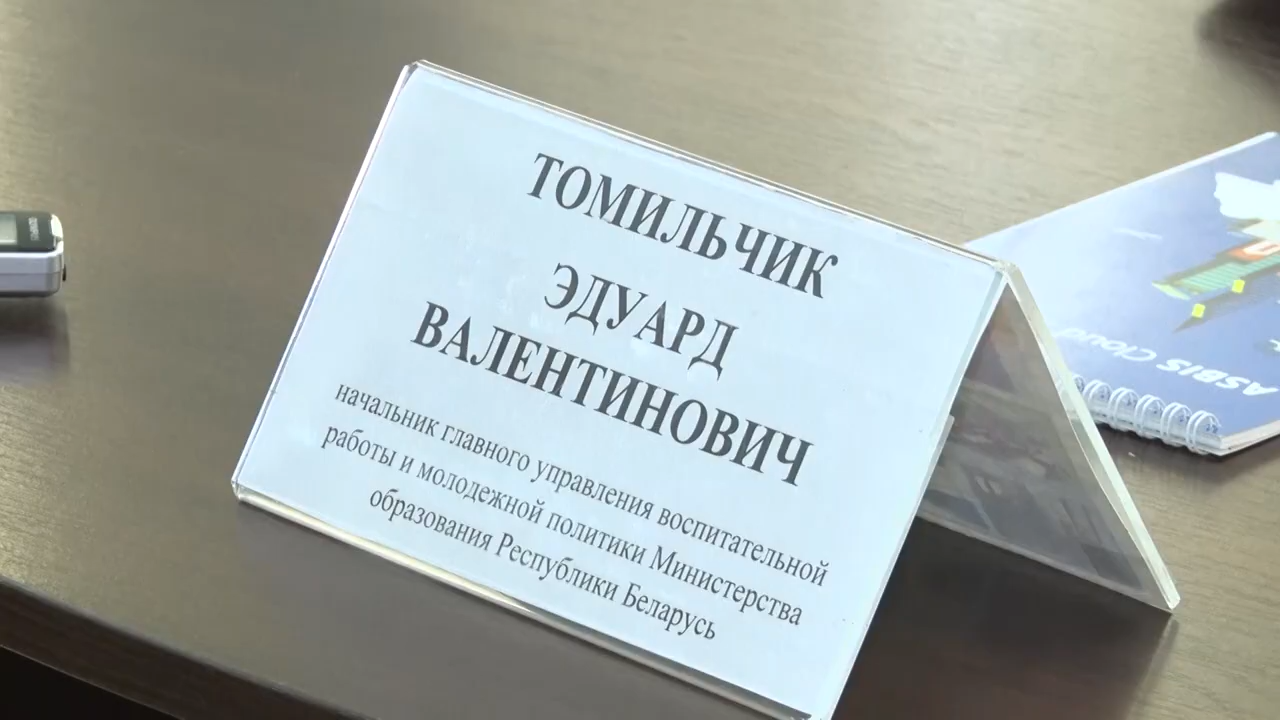 ТОМИЛЬЧИК
ЭДУАРД
ВАЛЕНТИНОВИЧ
начальник главного управления воспитательной
работы и молодежной политики Министерства
образования Республики Беларусь
ASBIS Cloud